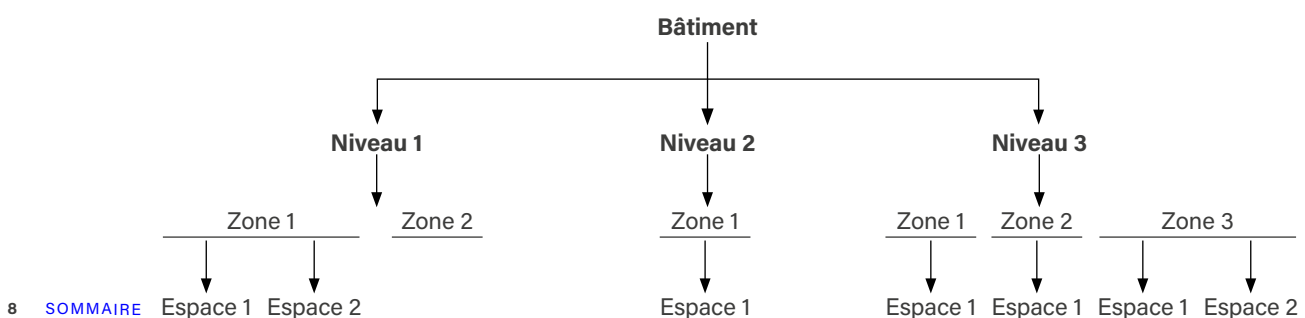 Bâtiment
Niveau 1 Niveau 2 Niveau 3
Zone 1 Zone 2 Zone 1 Zone 1 Zone 2 Zone 3
8 SOMMAIRE Espace 1 Espace 2 Espace 1 Espace 1 Espace 1 Espace 1 Espace 2